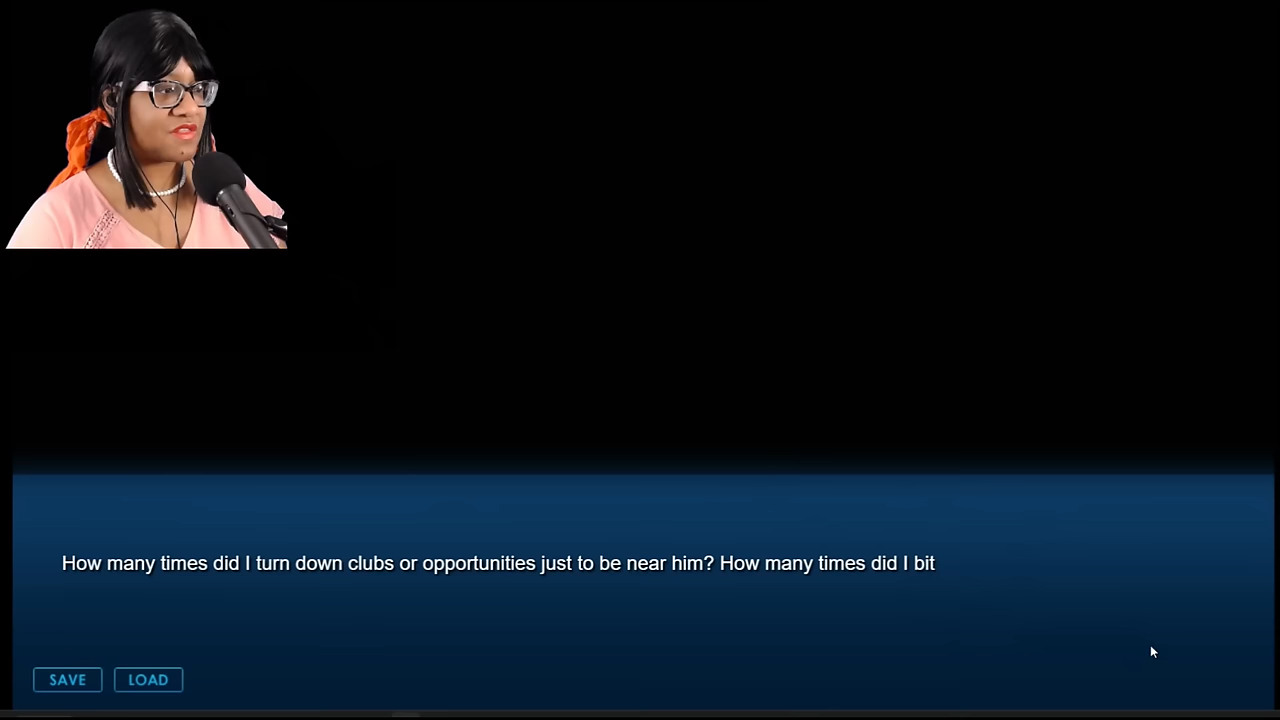 How many times did I turn down clubs or opportunities just to be near him? How many times did I bit
SAVE LOAD